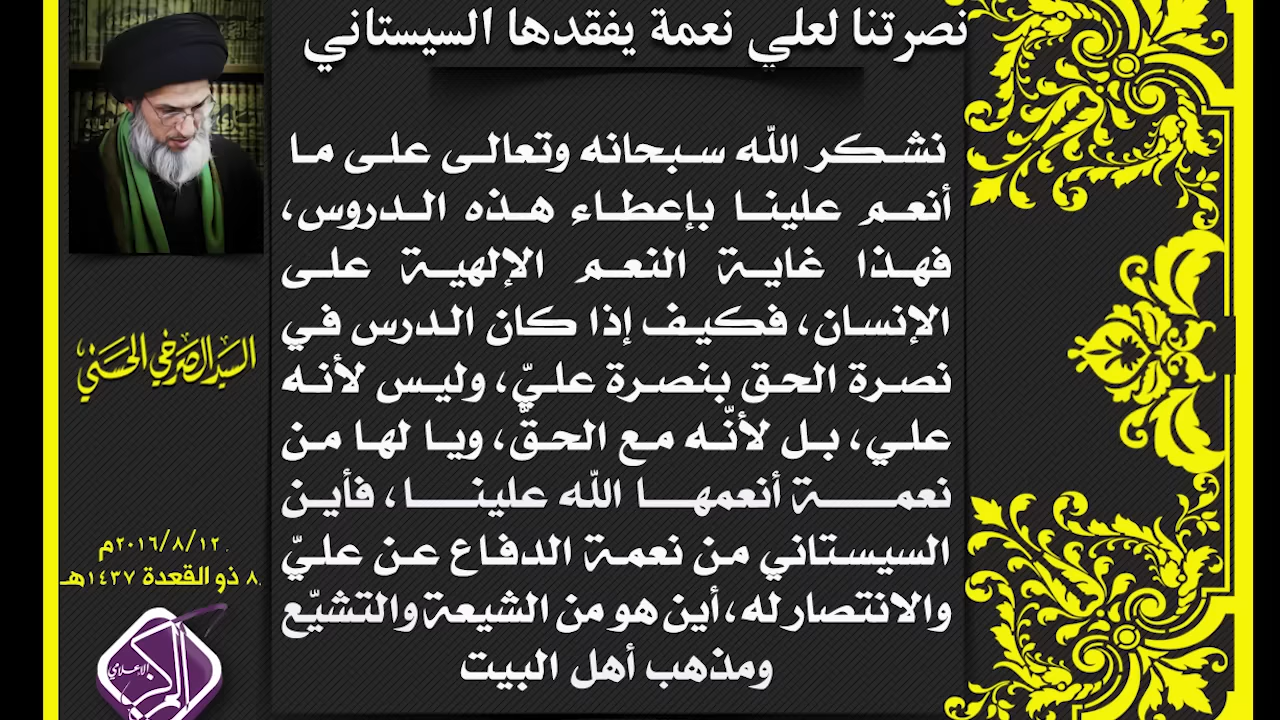 نصرتنا لعلي نعمة يفقدها السيستاني
نشكر الله سبحانه وتعالى على ما
أنعم علينا بإعطاء هذه الدروس،
فهذا غاية النعم الإلهية على
الإنسان، فكيف إذا كان الدرس في
نصرة الحق بنصرة عليّ، وليس لأنه
علي، بل لأنّه مع الحقّ، ويا لها من
نعمة أنعمها الله علينا، فأين
السيستاني من نعمة الدفاع عن عليّ
والانتصار له، أين هو من الشيعة والتشيّع
ومذهب أهل البيت
السيد الصرخي الحسني
٢٠١٦/٨/١٢م
٨ ذو القعدة ١٤٣٧هـ
المركز
الإعلامي